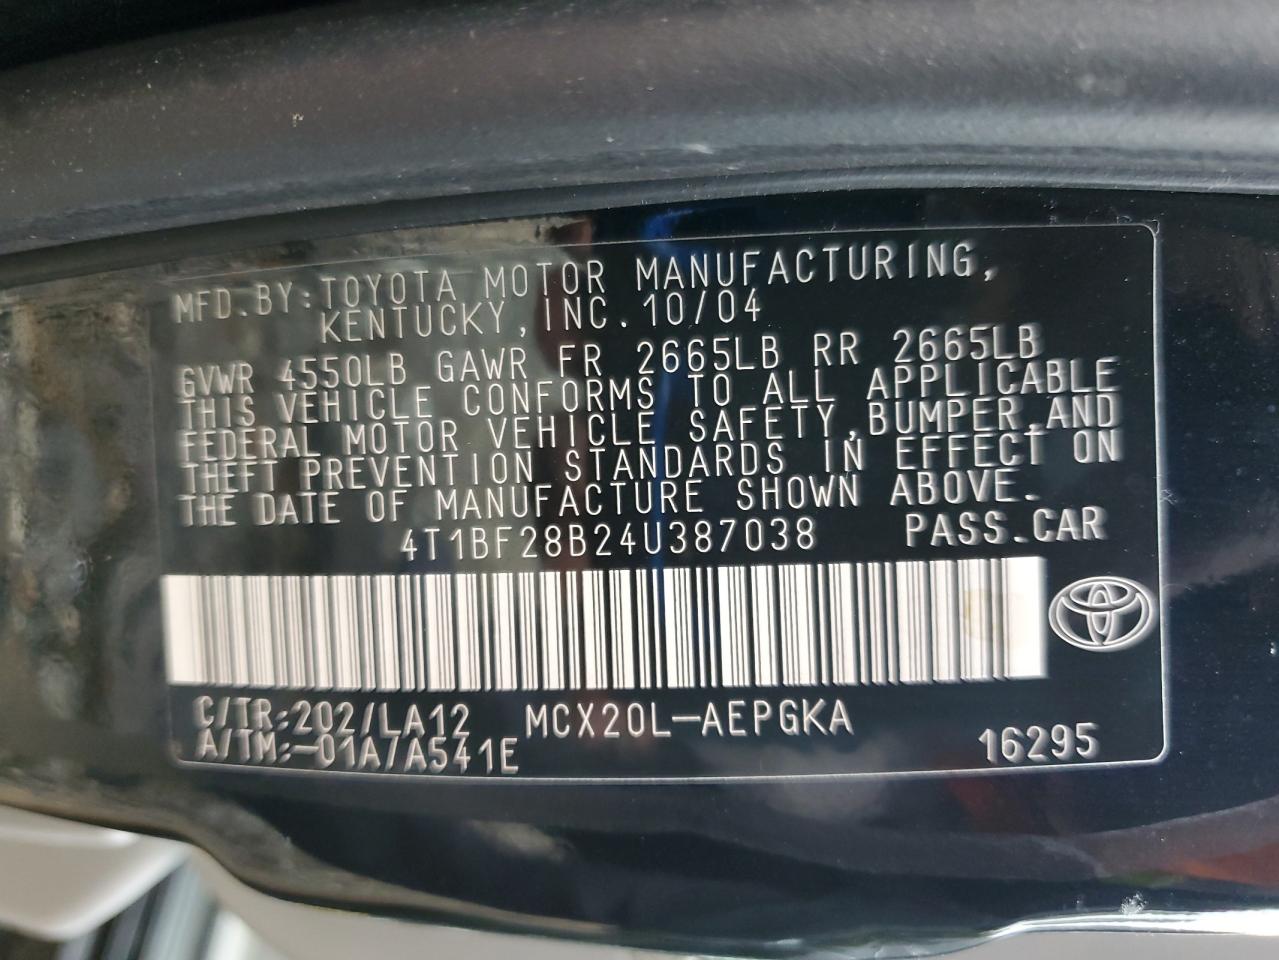 MFD.BY:TOYOTA MOTOR MANUFACTURING,
KENTUCKY,INC.10/04
GVWR 4550LB GAWR FR 2665LB RR 2665LB
THIS VEHICLE CONFORMS TO ALL APPLICABLE
FEDERAL MOTOR VEHICLE SAFETY,BUMPER,AND
THEFT PREVENTION STANDARDS IN EFFECT ON
THE DATE OF MANUFACTURE SHOWN ABOVE.
4T1BF28B24U387038 PASS.CAR
C/TR:202/LA12 MCX20L-AEPGKA
A/TM:-01A/A541E 16295